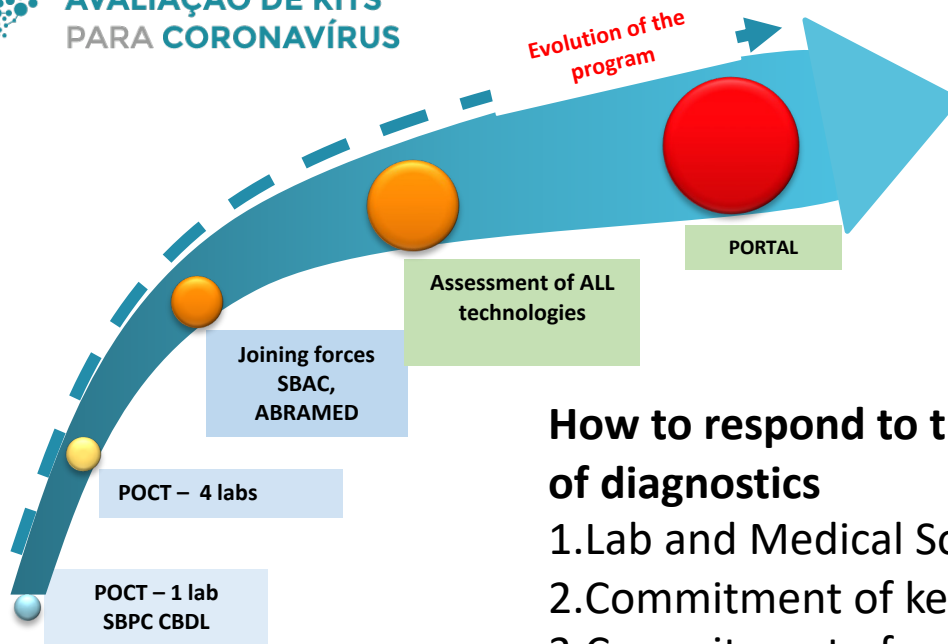 AVALIAÇÃO DE KITS
PARA CORONAVÍRUS
Evolution of the
program
PORTAL
Assessment of ALL
technologies
Joining forces
SBAC,
ABRAMED
POCT – 4 labs
POCT – 1 lab
SBPC CBDL
How to respond to t
of diagnostics
1.Lab and Medical So
2.Commitment of ke